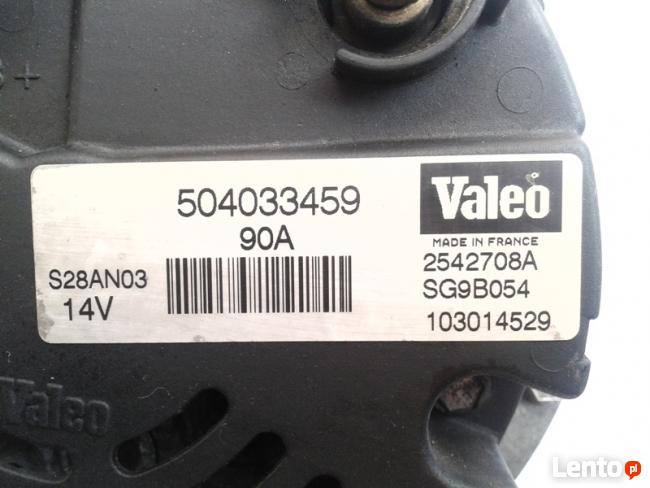 +
504033459
90A
S28AN03
14V
Valeo
MADE IN FRANCE
2542708A
SG9B054
103014529
Valeo
Lento.pl